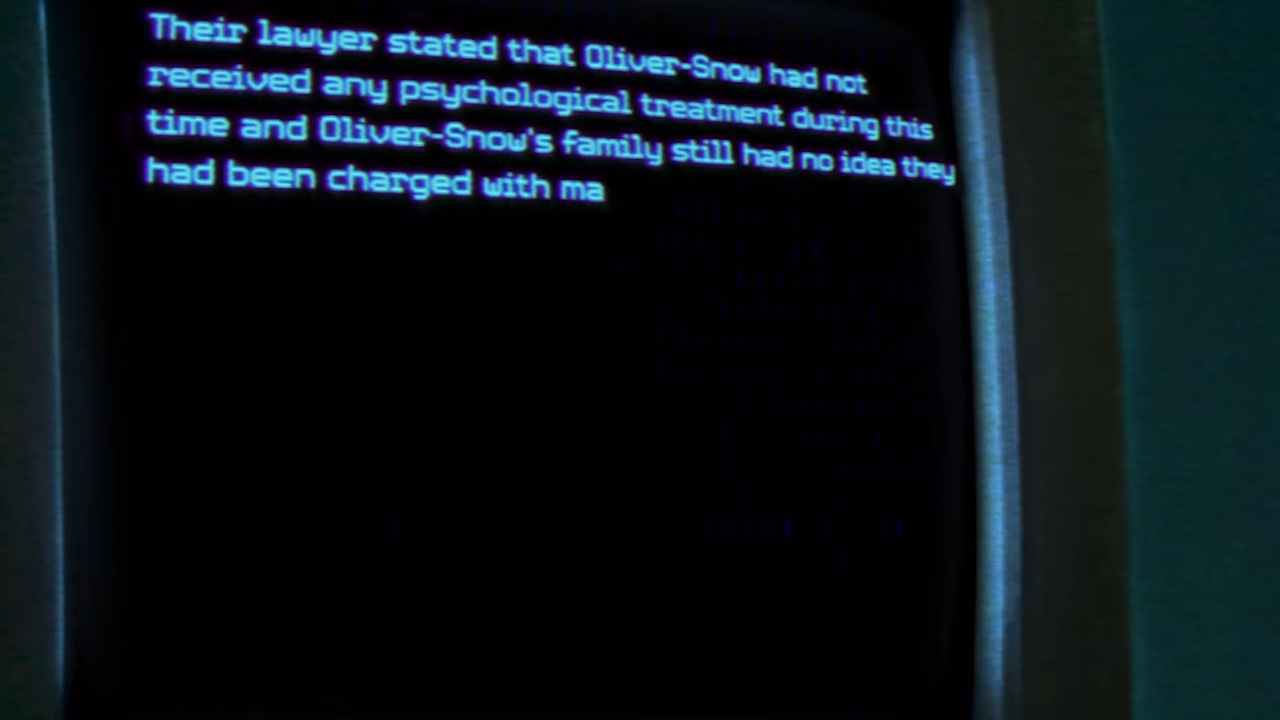 Their lawyer stated that Oliver-Snow had not
received any psychological treatment during this
time and Oliver-Snow's family still had no idea they
had been charged with ma